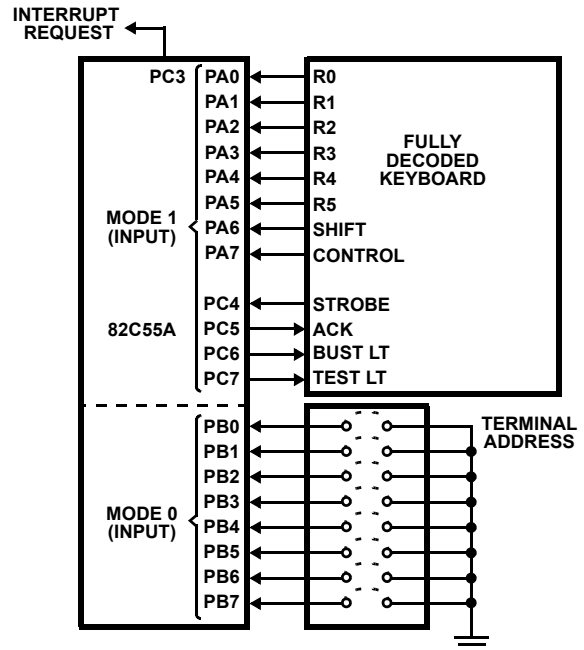 INTERRUPT
REQUEST
PC3 PA0 R0
PA1 R1
PA2 R2
PA3 R3
PA4 R4
PA5 R5
PA6 SHIFT
PA7 CONTROL
MODE 1
(INPUT)
FULLY
DECODED
KEYBOARD
PC4 STROBE
82C55A PC5 ACK
PC6 BUST LT
PC7 TEST LT
PB0
PB1
PB2
PB3
PB4
PB5
PB6
PB7
MODE 0
(INPUT)
TERMINAL
ADDRESS